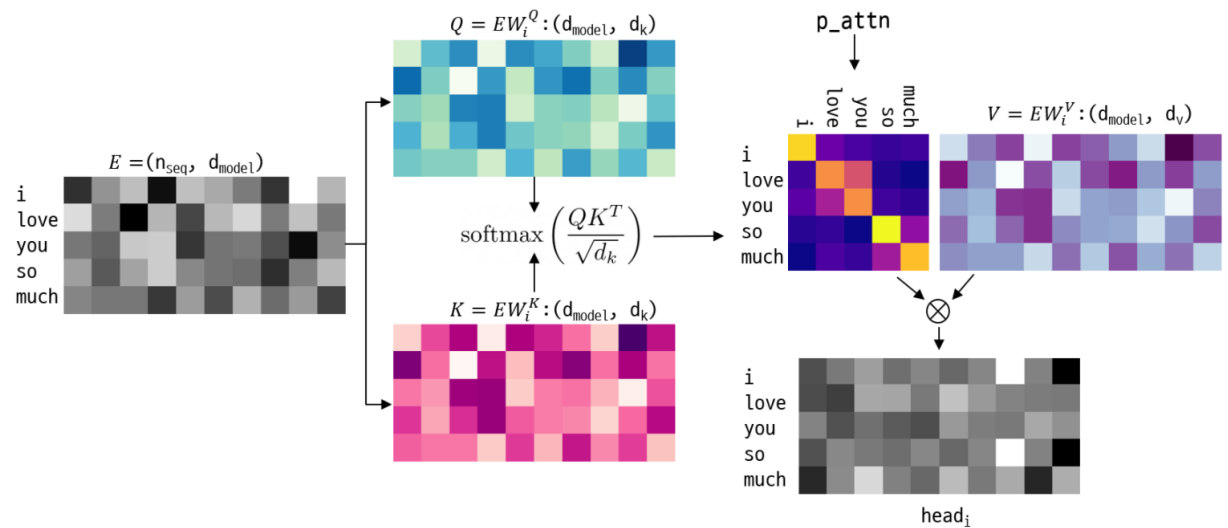 E =(n_seq, d_model)
i
love
you
so
much
Q = EW_i^Q:(d_model, d_k)
softmax(QK^T/√d_k)
K = EW_i^K:(d_model, d_k)
p_attn
i love you so much
i
love
you
so
much
V = EW_i^V:(d_model, d_v)
i
love
you
so
much
head_i